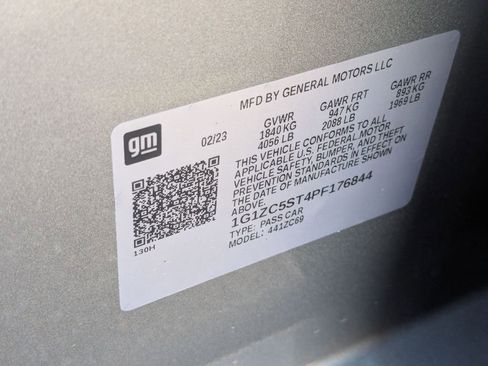 gm
MFD BY GENERAL MOTORS LLC
02/23
GVWR GAWR FRT GAWR RR
1840 KG 947 KG 893 KG
4056 LB 2088 LB 1969 LB
THIS VEHICLE CONFORMS TO ALL
APPLICABLE U.S. FEDERAL MOTOR
VEHICLE SAFETY, BUMPER, AND THEFT
PREVENTION STANDARDS IN EFFECT ON
THE DATE OF MANUFACTURE SHOWN
ABOVE.
1G1ZC5ST4PF176844
TYPE: PASS CAR
MODEL: 441ZC69
130H